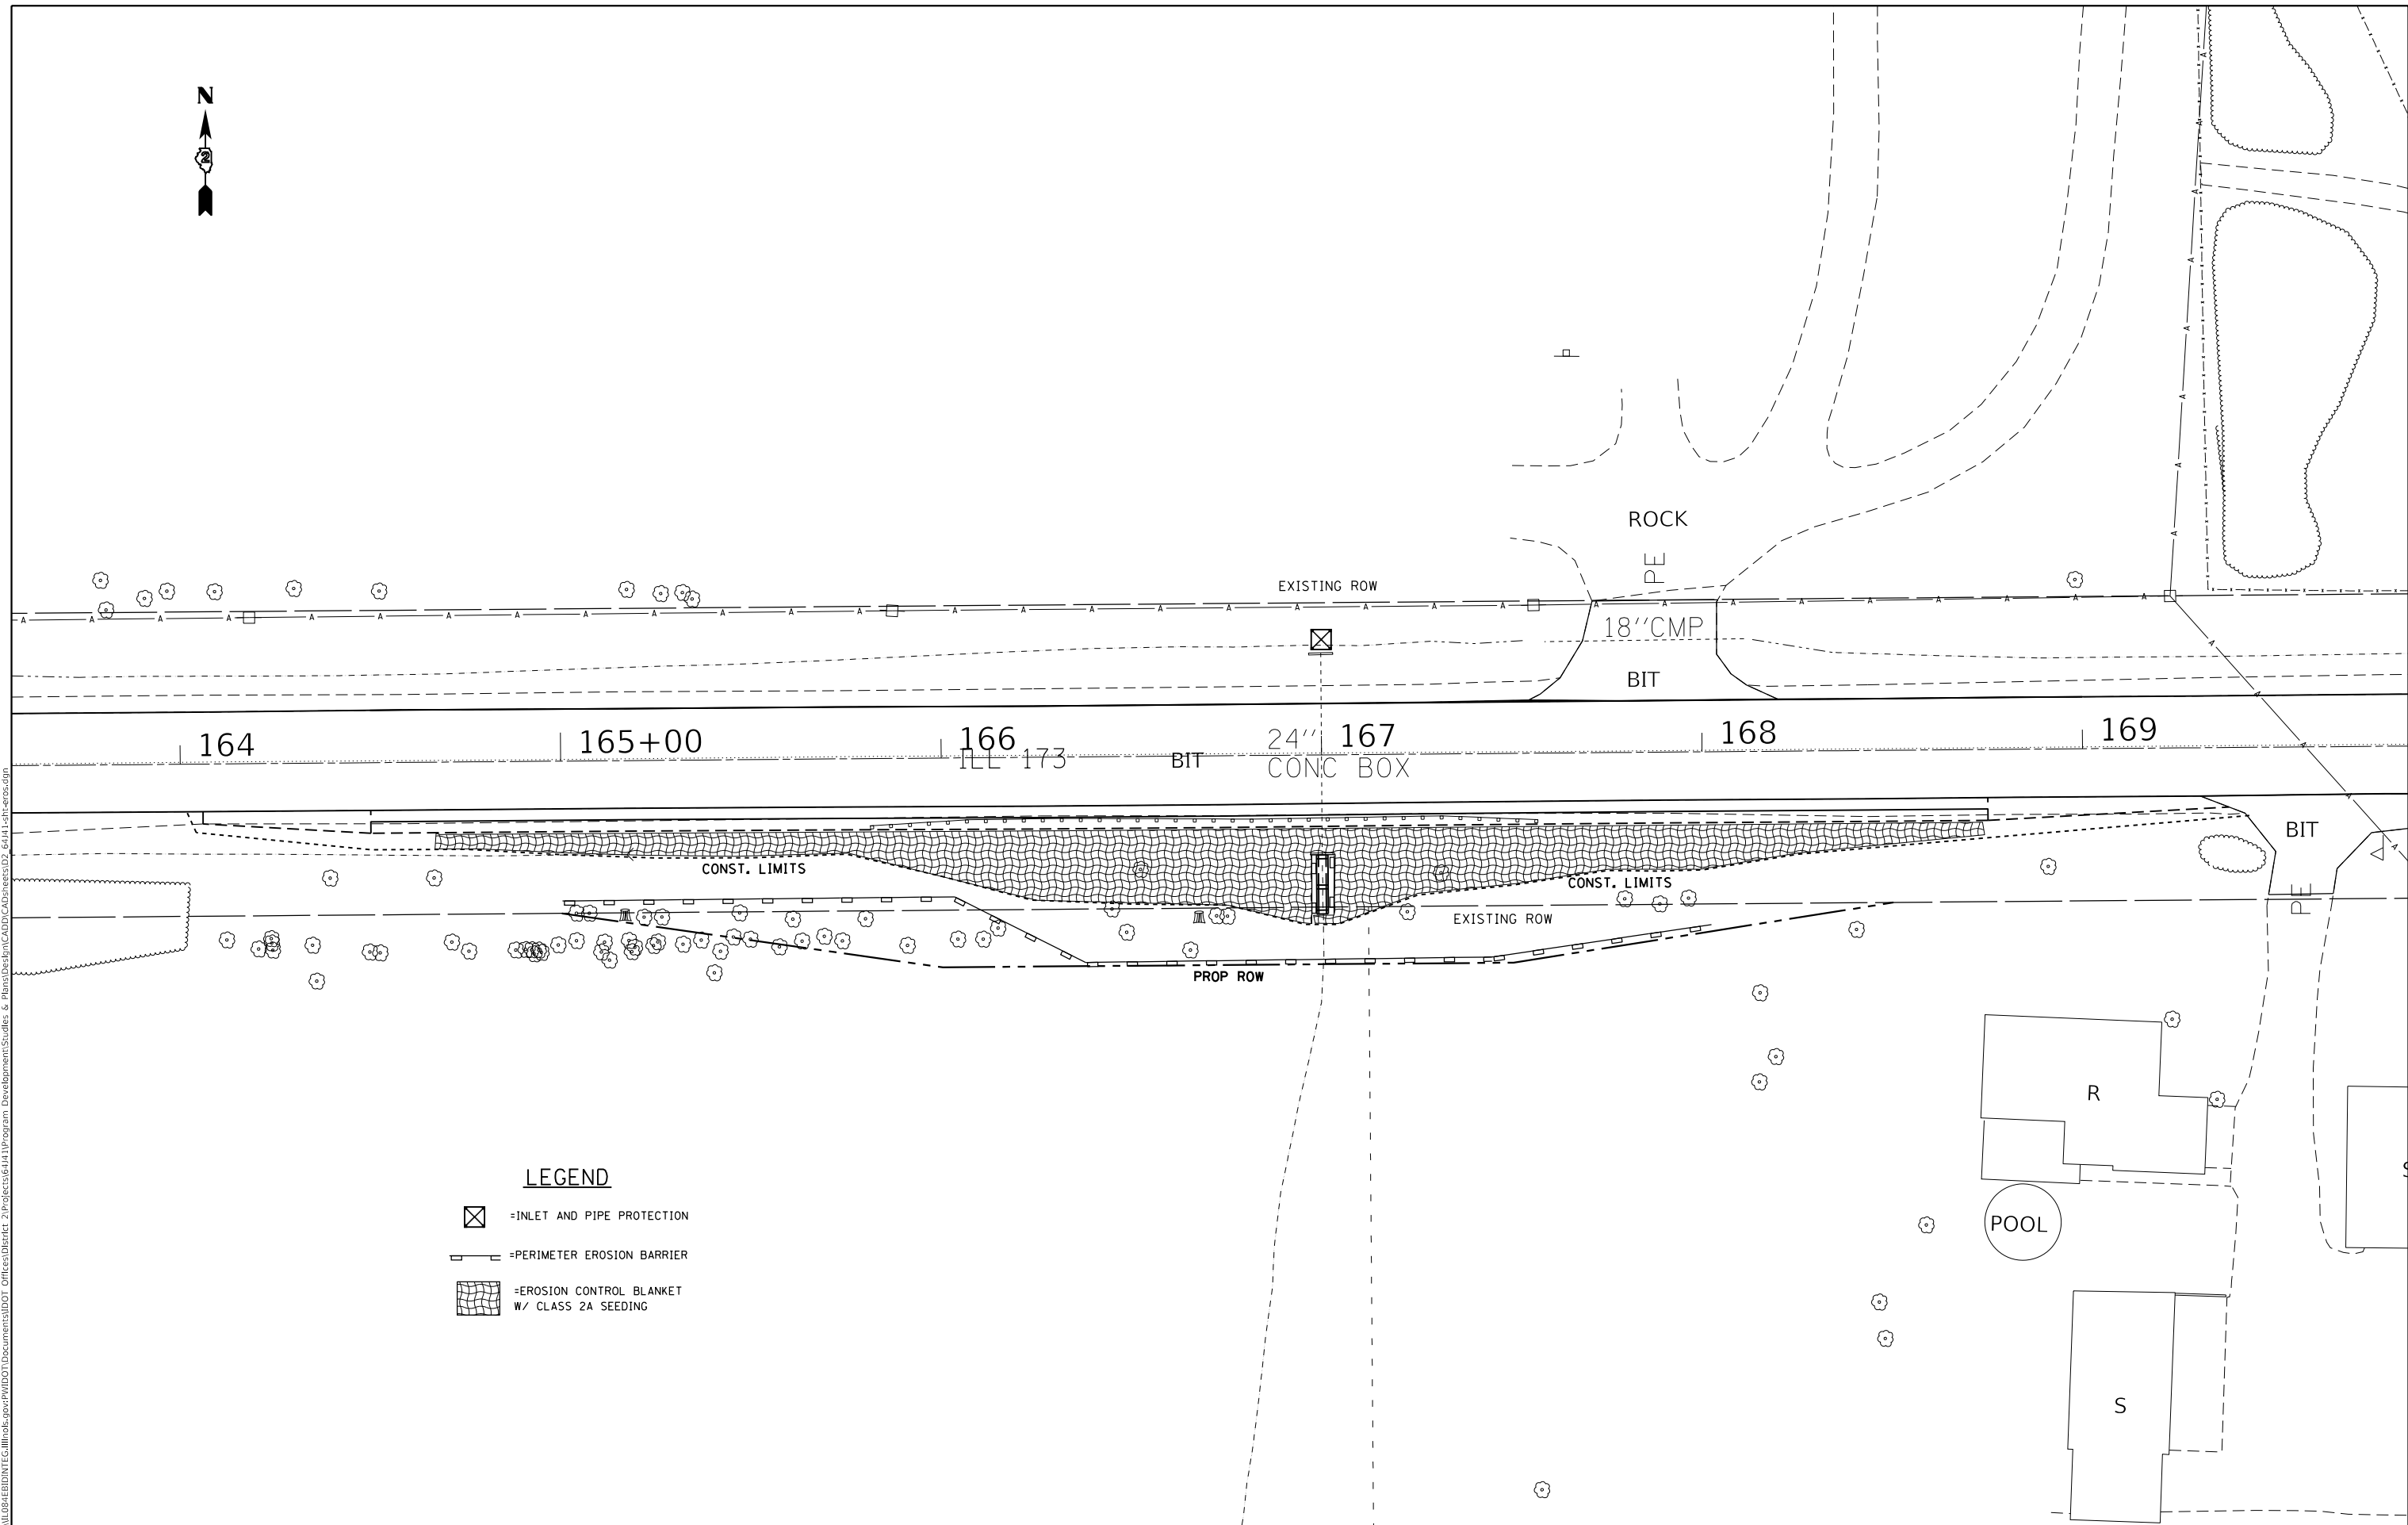 N
2
ROCK
PE
EXISTING ROW
A A A A A A A A A A A A A A A A A A A A A A A A A A A A A A A A
18''CMP
BIT
164
165+00
166
24''
167
168
169
ILL 173
BIT
CONC BOX
BIT
CONST. LIMITS
CONST. LIMITS
PE
EXISTING ROW
PROP ROW
R
LEGEND
=INLET AND PIPE PROTECTION
POOL
=PERIMETER EROSION BARRIER
=EROSION CONTROL BLANKET
W/ CLASS 2A SEEDING
S